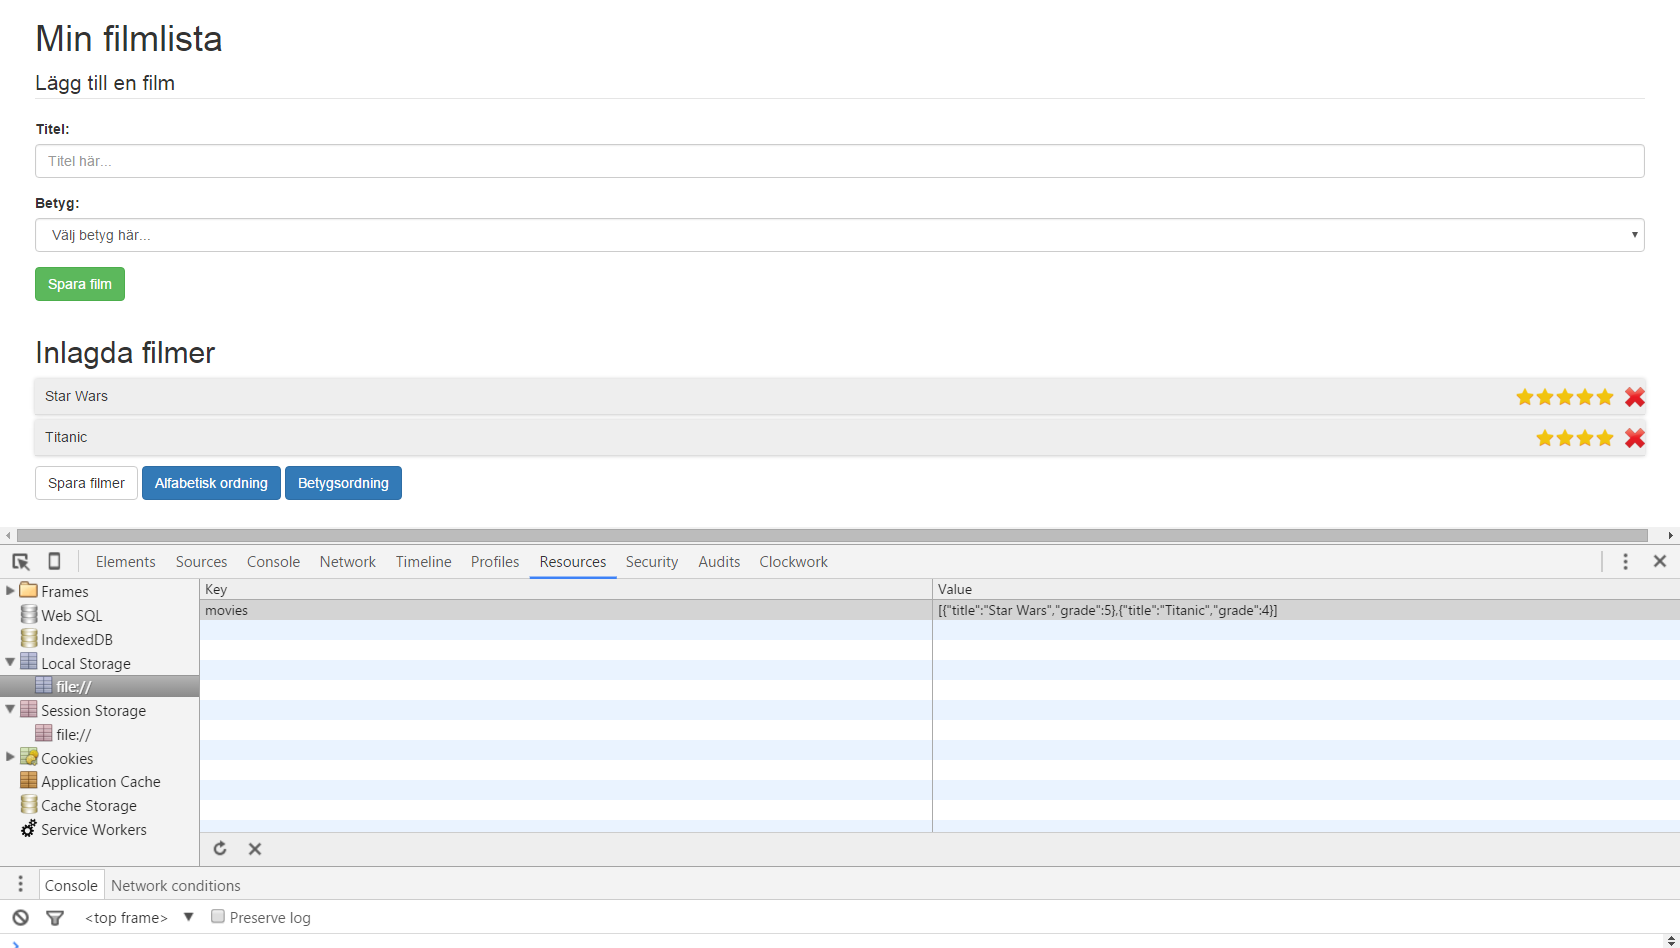 Min filmlista
Lägg till en film
Titel:
Titel här...
Betyg:
Välj betyg här...
Spara film
Inlagda filmer
Star Wars
Titanic
Spara filmer Alfabetisk ordning Betygsordning
Elements Sources Console Network Timeline Profiles Resources Security Audits Clockwork
Frames
Web SQL
IndexedDB
Local Storage
file://
Session Storage
file://
Cookies
Application Cache
Cache Storage
Service Workers
Key Value
movies [{"title":"Star Wars","grade":5},{"title":"Titanic","grade":4}]
Console Network conditions
<top frame> Preserve log